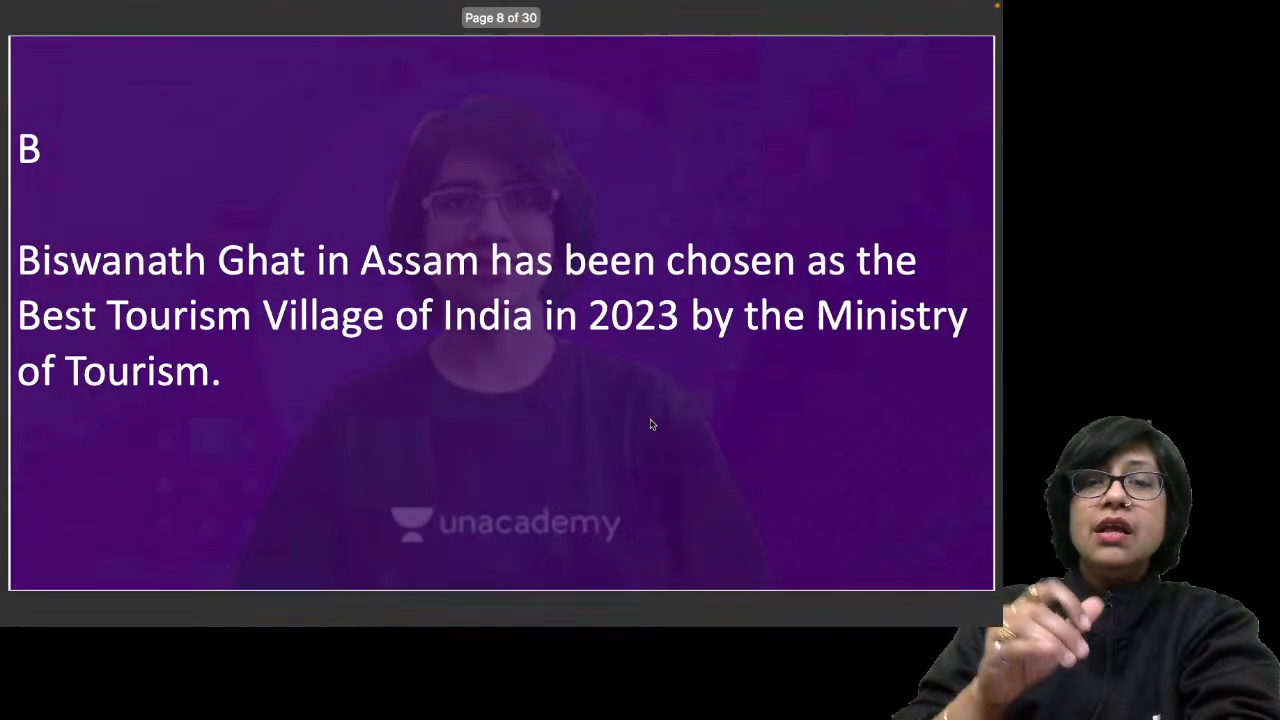 Page 8 of 30
B
Biswanath Ghat in Assam has been chosen as the
Best Tourism Village of India in 2023 by the Ministry
of Tourism.
unacademy